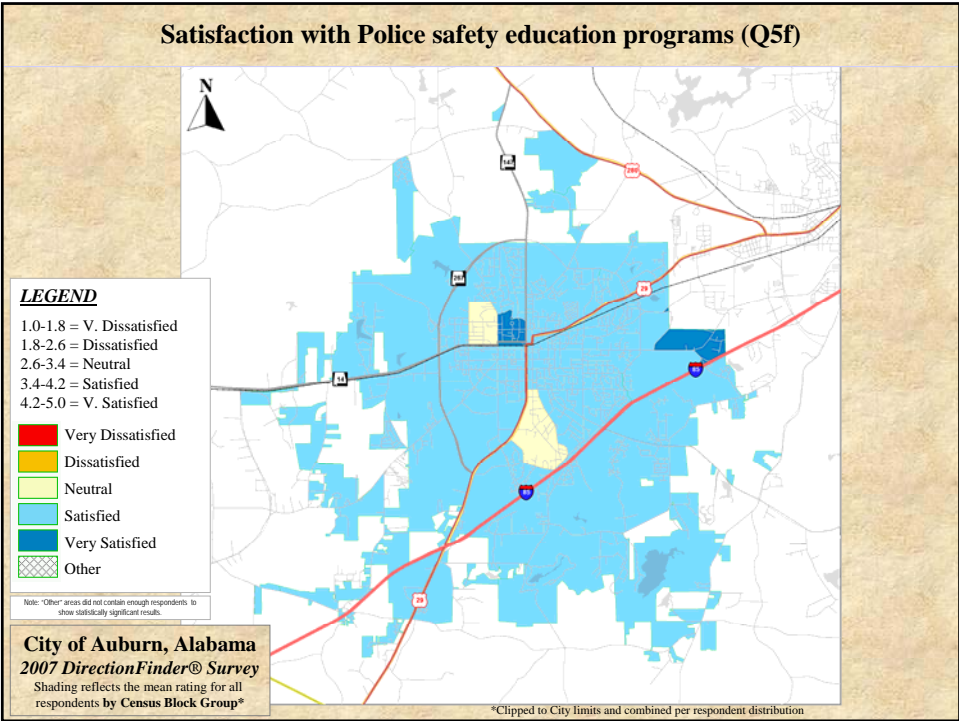 Satisfaction with Police safety education programs (Q5f)
N
147
280
267
29
14
85
85
29
LEGEND
1.0-1.8 = V. Dissatisfied
1.8-2.6 = Dissatisfied
2.6-3.4 = Neutral
3.4-4.2 = Satisfied
4.2-5.0 = V. Satisfied
Very Dissatisfied
Dissatisfied
Neutral
Satisfied
Very Satisfied
Other
Note: "Other" areas did not contain enough respondents to
show statistically significant results.
City of Auburn, Alabama
2007 DirectionFinder® Survey
Shading reflects the mean rating for all
respondents by Census Block Group*
*Clipped to City limits and combined per respondent distribution